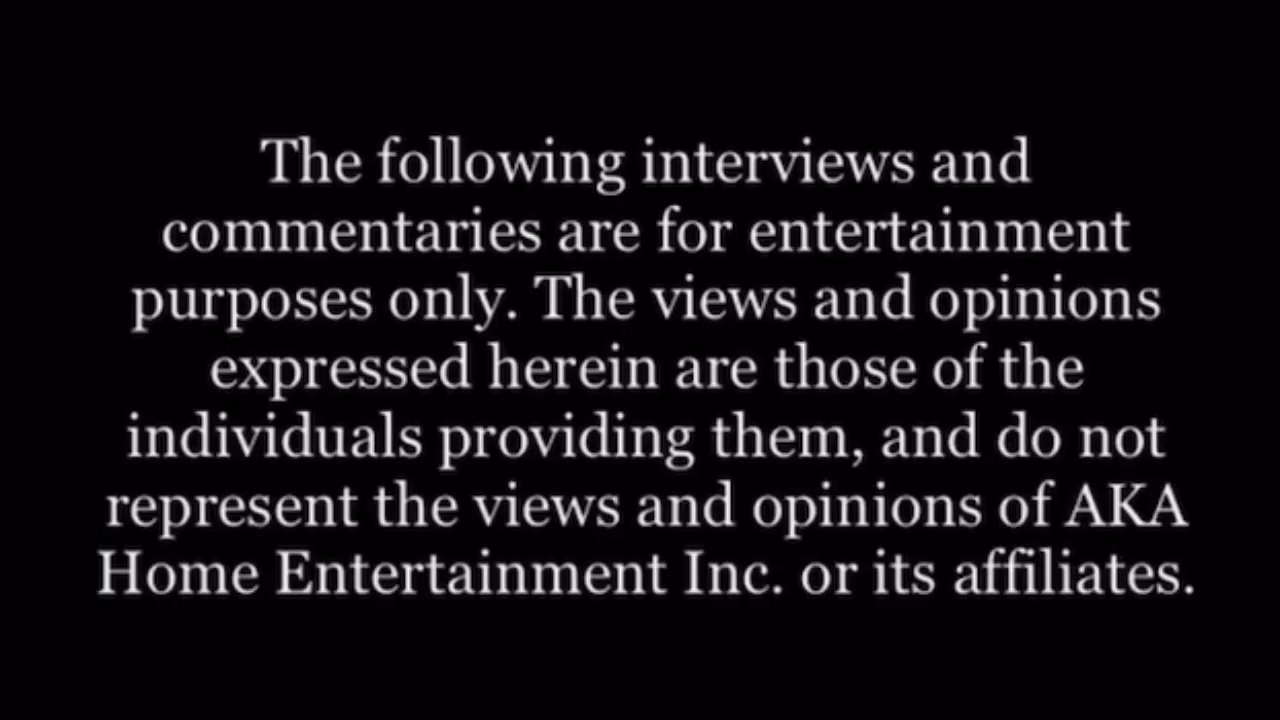 The following interviews and
commentaries are for entertainment
purposes only. The views and opinions
expressed herein are those of the
individuals providing them, and do not
represent the views and opinions of AKA
Home Entertainment Inc. or its affiliates.